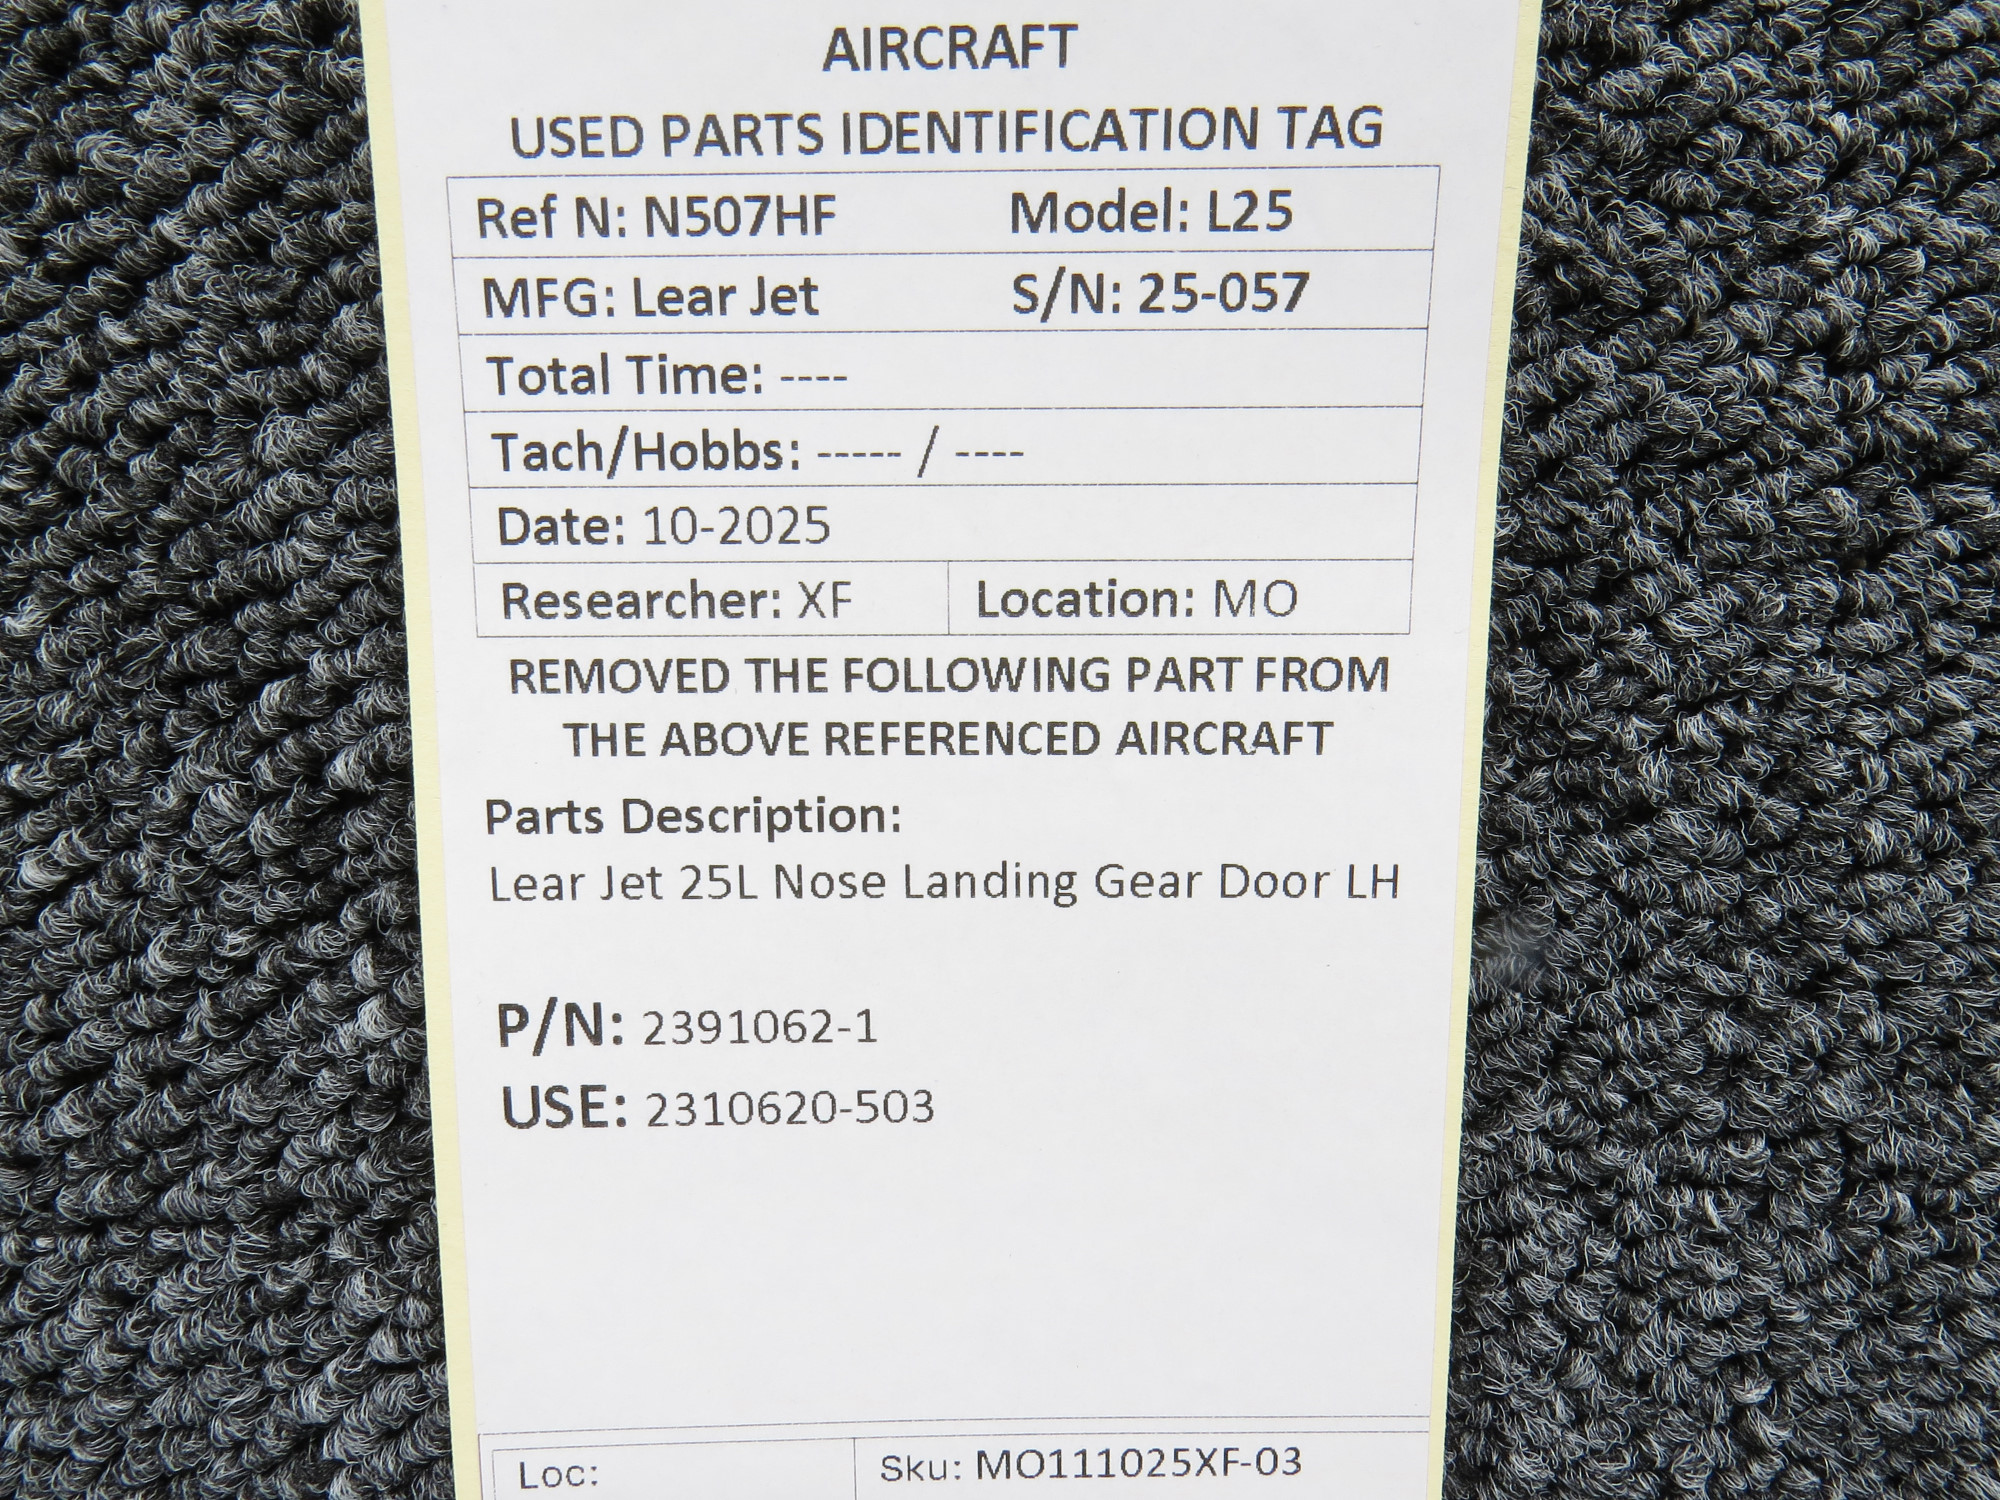 AIRCRAFT
USED PARTS IDENTIFICATION TAG
Ref N: N507HF Model: L25
MFG: Lear Jet S/N: 25-057
Total Time: ----
Tach/Hobbs: ----- / ----
Date: 10-2025
Researcher: XF Location: MO
REMOVED THE FOLLOWING PART FROM
THE ABOVE REFERENCED AIRCRAFT
Parts Description:
Lear Jet 25L Nose Landing Gear Door LH
P/N: 2391062-1
USE: 2310620-503
Loc: Sku: MO111025XF-03